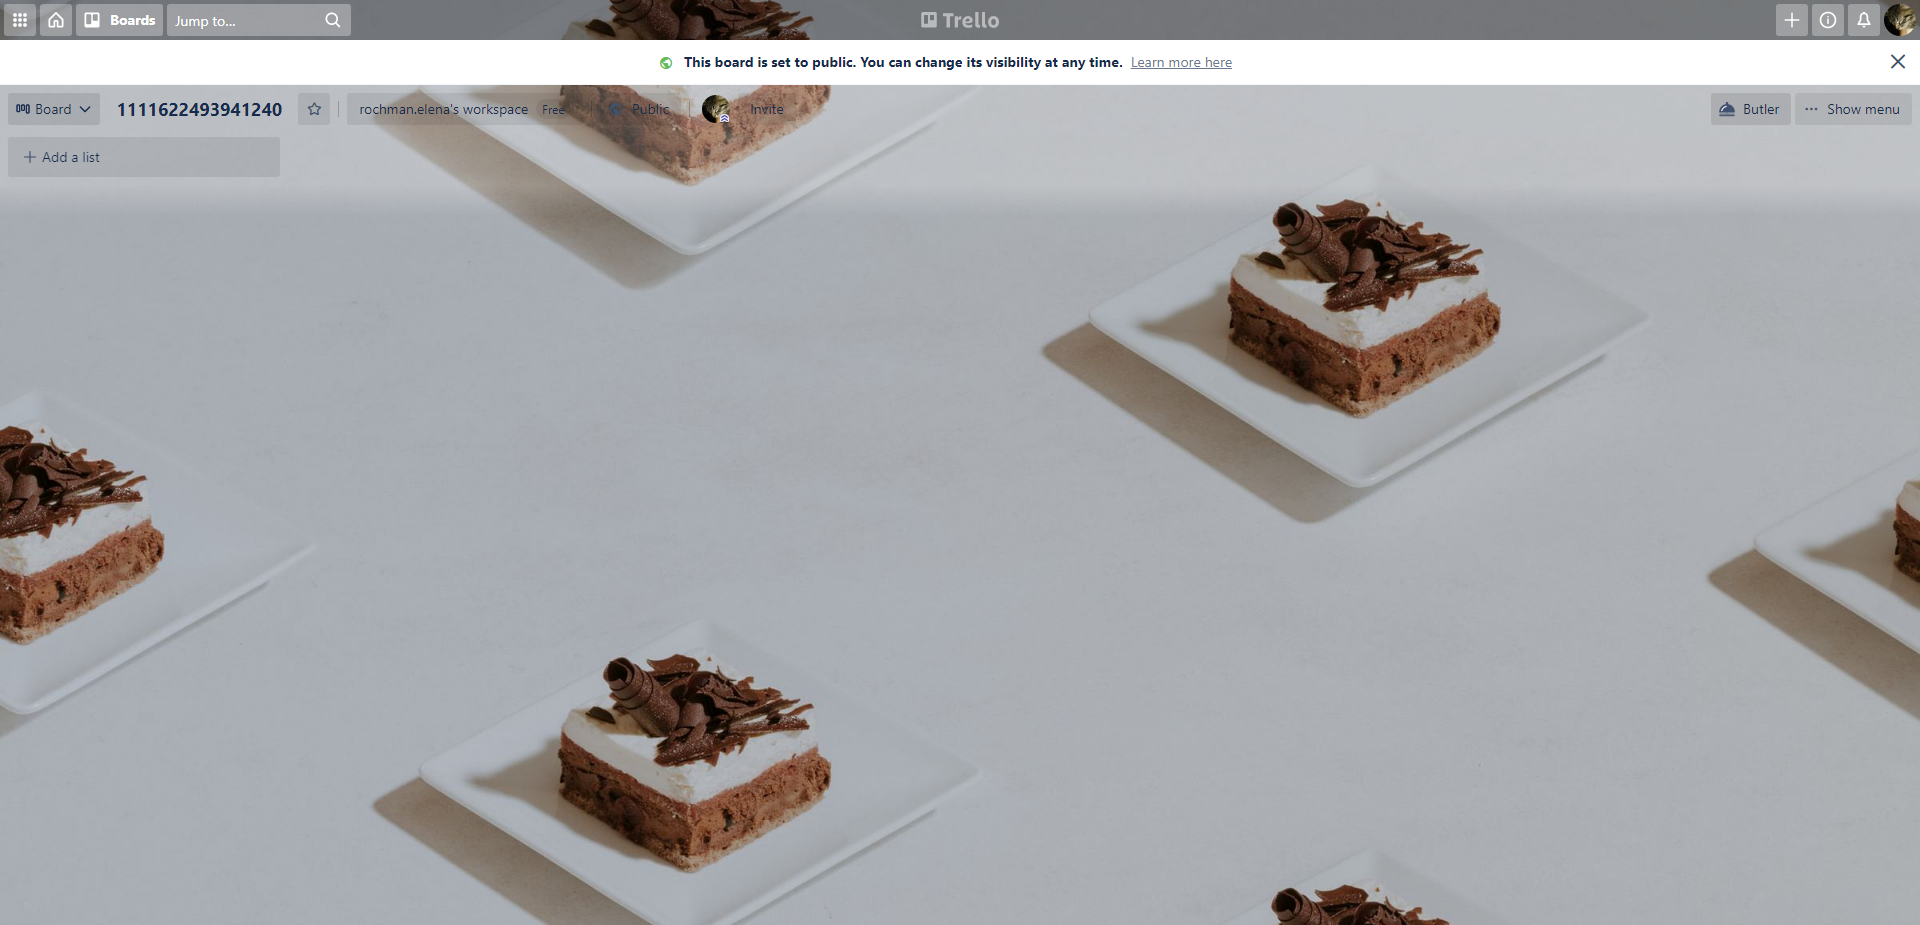 Boards
Jump to...
Trello
This board is set to public. You can change its visibility at any time. Learn more here
Board
1111622493941240
rochman.elena's workspace Free
Public
Invite
Butler
Show menu
Add a list